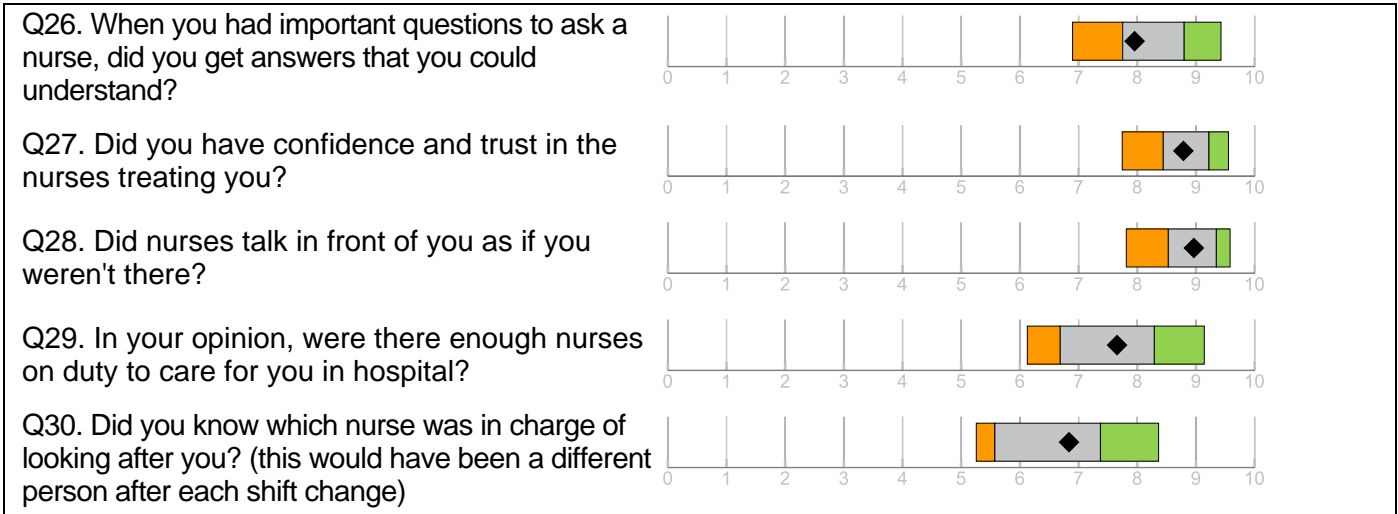 Q26. When you had important questions to ask a
nurse, did you get answers that you could
understand?
0 1 2 3 4 5 6 7 8 9 10
Q27. Did you have confidence and trust in the
nurses treating you?
0 1 2 3 4 5 6 7 8 9 10
Q28. Did nurses talk in front of you as if you
weren't there?
0 1 2 3 4 5 6 7 8 9 10
Q29. In your opinion, were there enough nurses
on duty to care for you in hospital?
0 1 2 3 4 5 6 7 8 9 10
Q30. Did you know which nurse was in charge of
looking after you? (this would have been a different
person after each shift change)
0 1 2 3 4 5 6 7 8 9 10